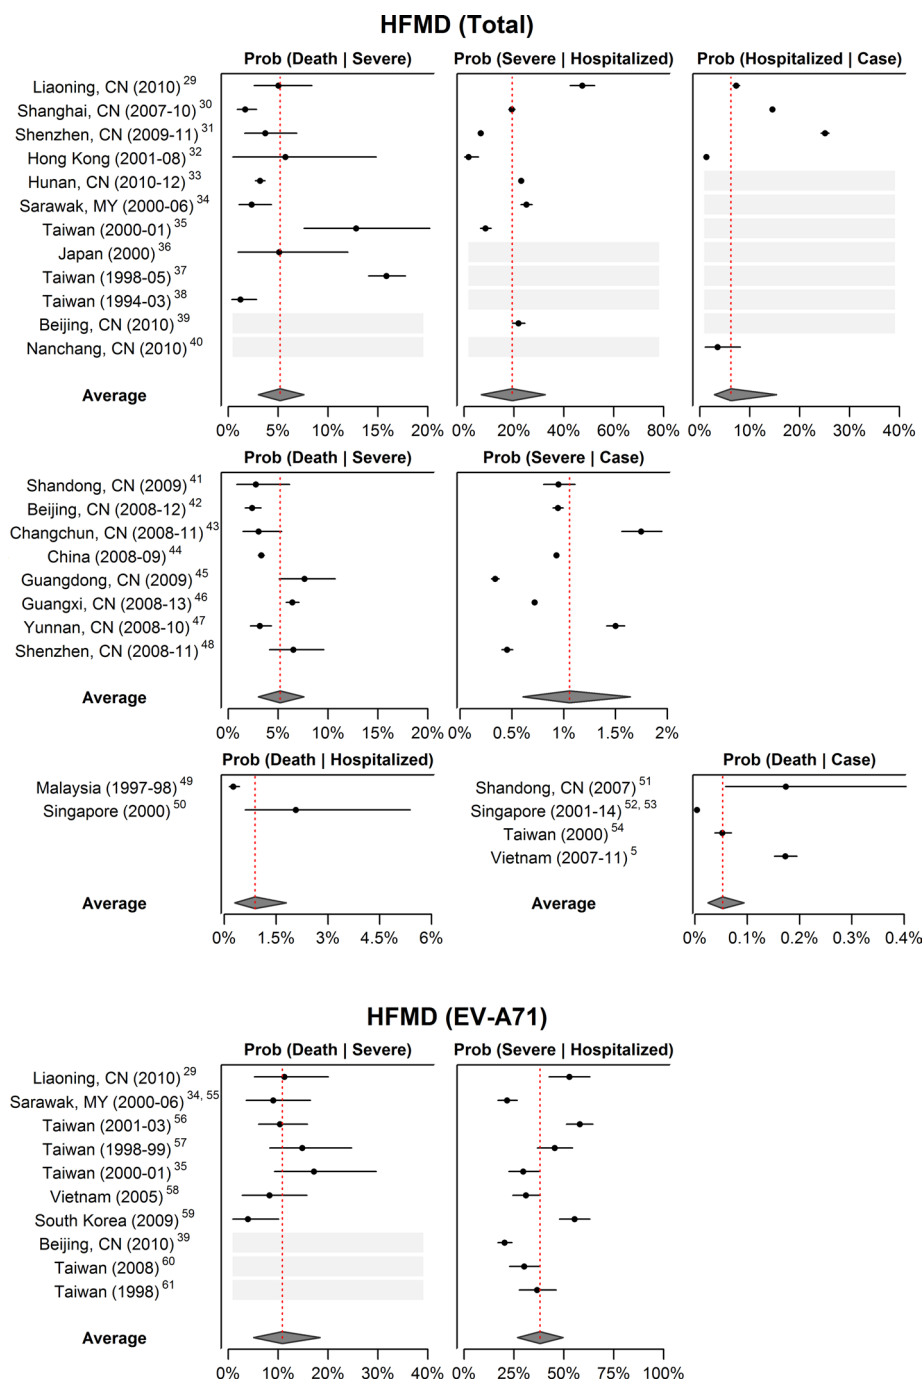 HFMD (Total)
Prob (Death | Severe) Prob (Severe | Hospitalized) Prob (Hospitalized | Case)
Liaoning, CN (2010) 29
Shanghai, CN (2007-10) 30
Shenzhen, CN (2009-11) 31
Hong Kong (2001-08) 32
Hunan, CN (2010-12) 33
Sarawak, MY (2000-06) 34
Taiwan (2000-01) 35
Japan (2000) 36
Taiwan (1998-05) 37
Taiwan (1994-03) 38
Beijing, CN (2010) 39
Nanchang, CN (2010) 40
Average
0% 5% 10% 15% 20% 0% 20% 40% 60% 80% 0% 10% 20% 30% 40%
Prob (Death | Severe) Prob (Severe | Case)
Shandong, CN (2009) 41
Beijing, CN (2008-12) 42
Changchun, CN (2008-11) 43
China (2008-09) 44
Guangdong, CN (2009) 45
Guangxi, CN (2008-13) 46
Yunnan, CN (2008-10) 47
Shenzhen, CN (2008-11) 48
Average
0% 5% 10% 15% 20% 0% 0.5% 1% 1.5% 2%
Prob (Death | Hospitalized) Prob (Death | Case)
Malaysia (1997-98) 49 Shandong, CN (2007) 51
Singapore (2000) 50 Singapore (2001-14) 52, 53
Taiwan (2000) 54
Vietnam (2007-11) 5
Average Average
0% 1.5% 3% 4.5% 6% 0% 0.1% 0.2% 0.3% 0.4%
HFMD (EV-A71)
Prob (Death | Severe) Prob (Severe | Hospitalized)
Liaoning, CN (2010) 29
Sarawak, MY (2000-06) 34, 55
Taiwan (2001-03) 56
Taiwan (1998-99) 57
Taiwan (2000-01) 35
Vietnam (2005) 58
South Korea (2009) 59
Beijing, CN (2010) 39
Taiwan (2008) 60
Taiwan (1998) 61
Average
0% 10% 20% 30% 40% 0% 25% 50% 75% 100%